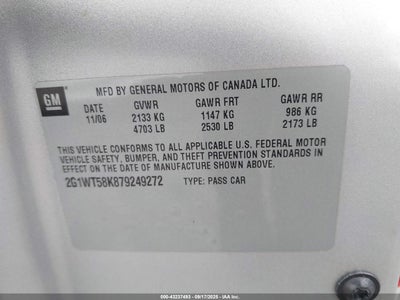 GM
MFD BY GENERAL MOTORS OF CANADA LTD.
DATE GVWR GAWR FRT GAWR RR
11/06 2133 KG 1147 KG 986 KG
4703 LB 2530 LB 2173 LB
THIS VEHICLE CONFORMS TO ALL APPLICABLE U.S. FEDERAL MOTOR
VEHICLE SAFETY, BUMPER, AND THEFT PREVENTION STANDARDS IN
EFFECT ON THE DATE OF MANUFACTURE SHOWN ABOVE.
2G1WT58K879249272 TYPE: PASS CAR
500-43237493 - 09/17/2025 - IAA Inc.